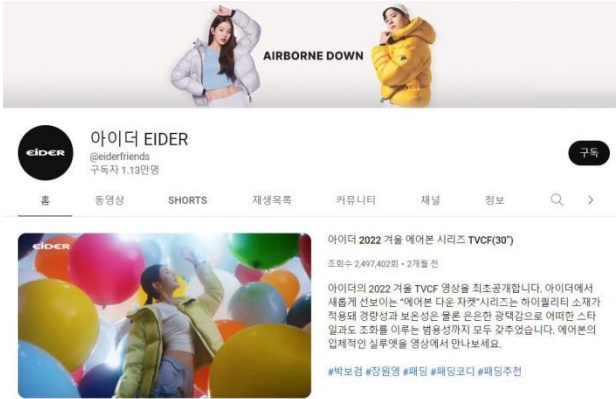 AIRBORNE DOWN
EIDER
아이더 EIDER
@eiderfriends
구독자 1.13만명
구독
홈 동영상 SHORTS 재생목록 커뮤니티 채널 정보
EIDER
아이더 2022 겨울 에어본 시리즈 TVCF(30")
조회수 2,497,402회 • 2개월 전
아이더의 2022 겨울 TVCF 영상을 최초공개합니다. 아이더에서
새롭게 선보이는 “에어본 다운 자켓”시리즈는 하이퀄리티 소재가
적용돼 경량성과 보온성은 물론 은은한 광택감으로 어떠한 스타
일과도 조화를 이루는 범용성까지 모두 갖추었습니다. 에어본의
입체적인 실루엣을 영상에서 만나보세요.
#박보검 #장원영 #패딩 #패딩코디 #패딩추천